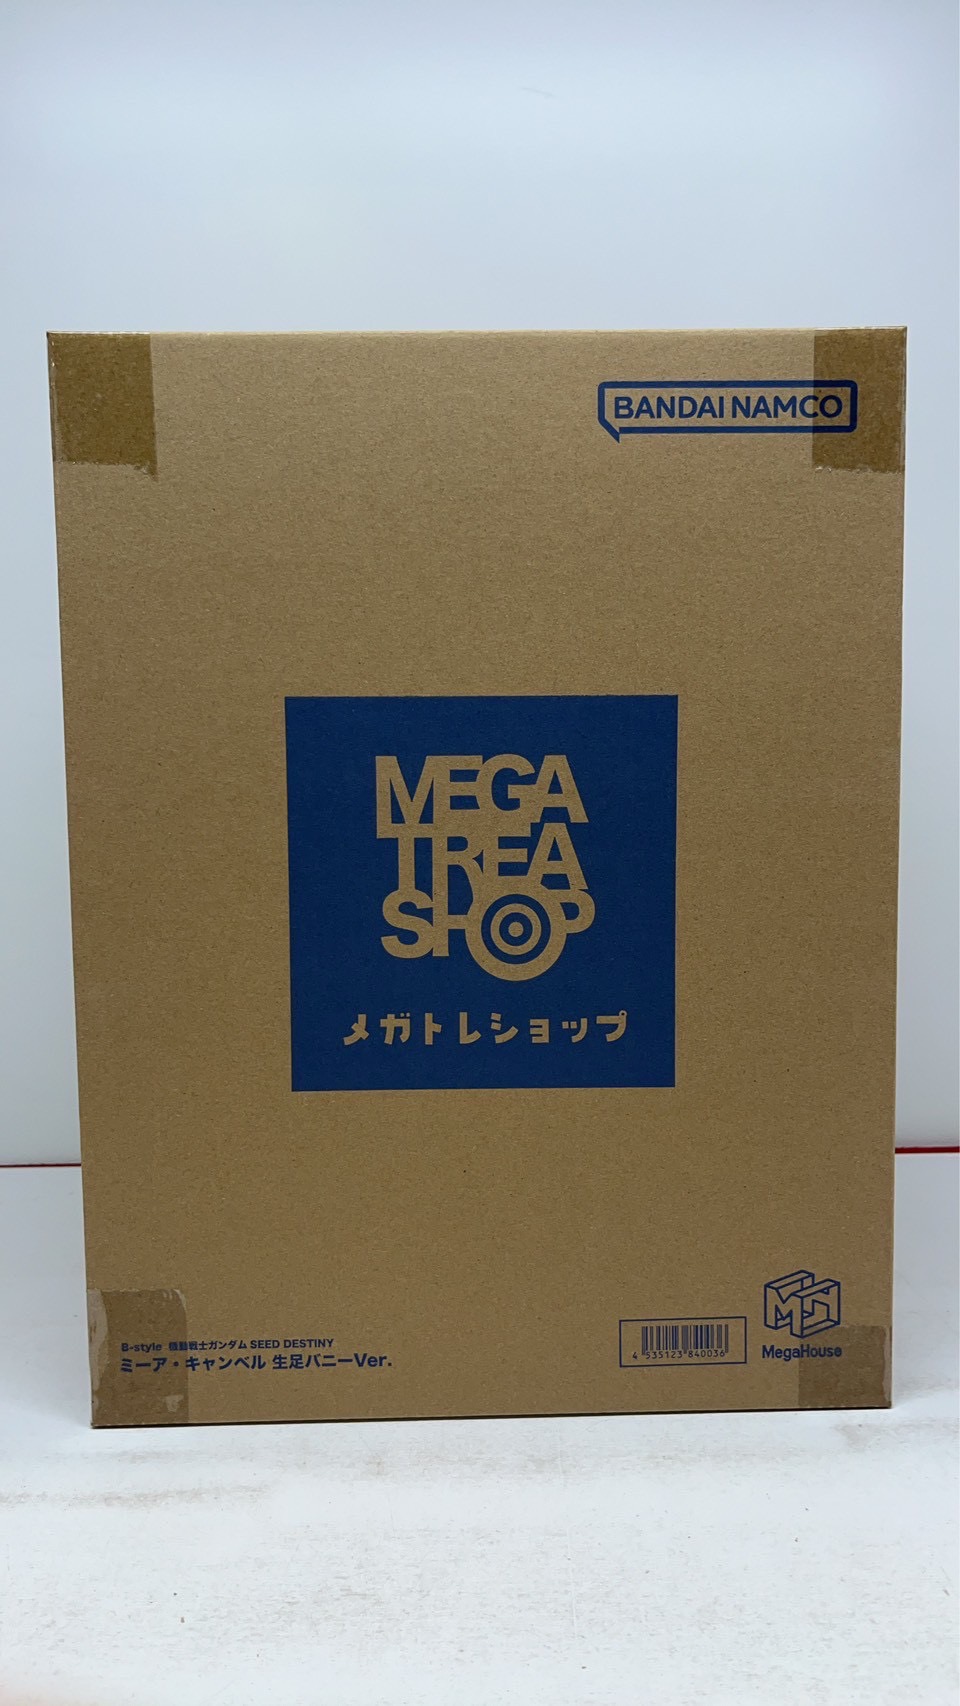 BANDAI NAMCO
MEGA
TREA
SHOP
メガトレショップ
B-style 機動戦士ガンダム SEED DESTINY
ミーア・キャンベル 生足バニーVer.
4 535123 840036
MH
MegaHouse